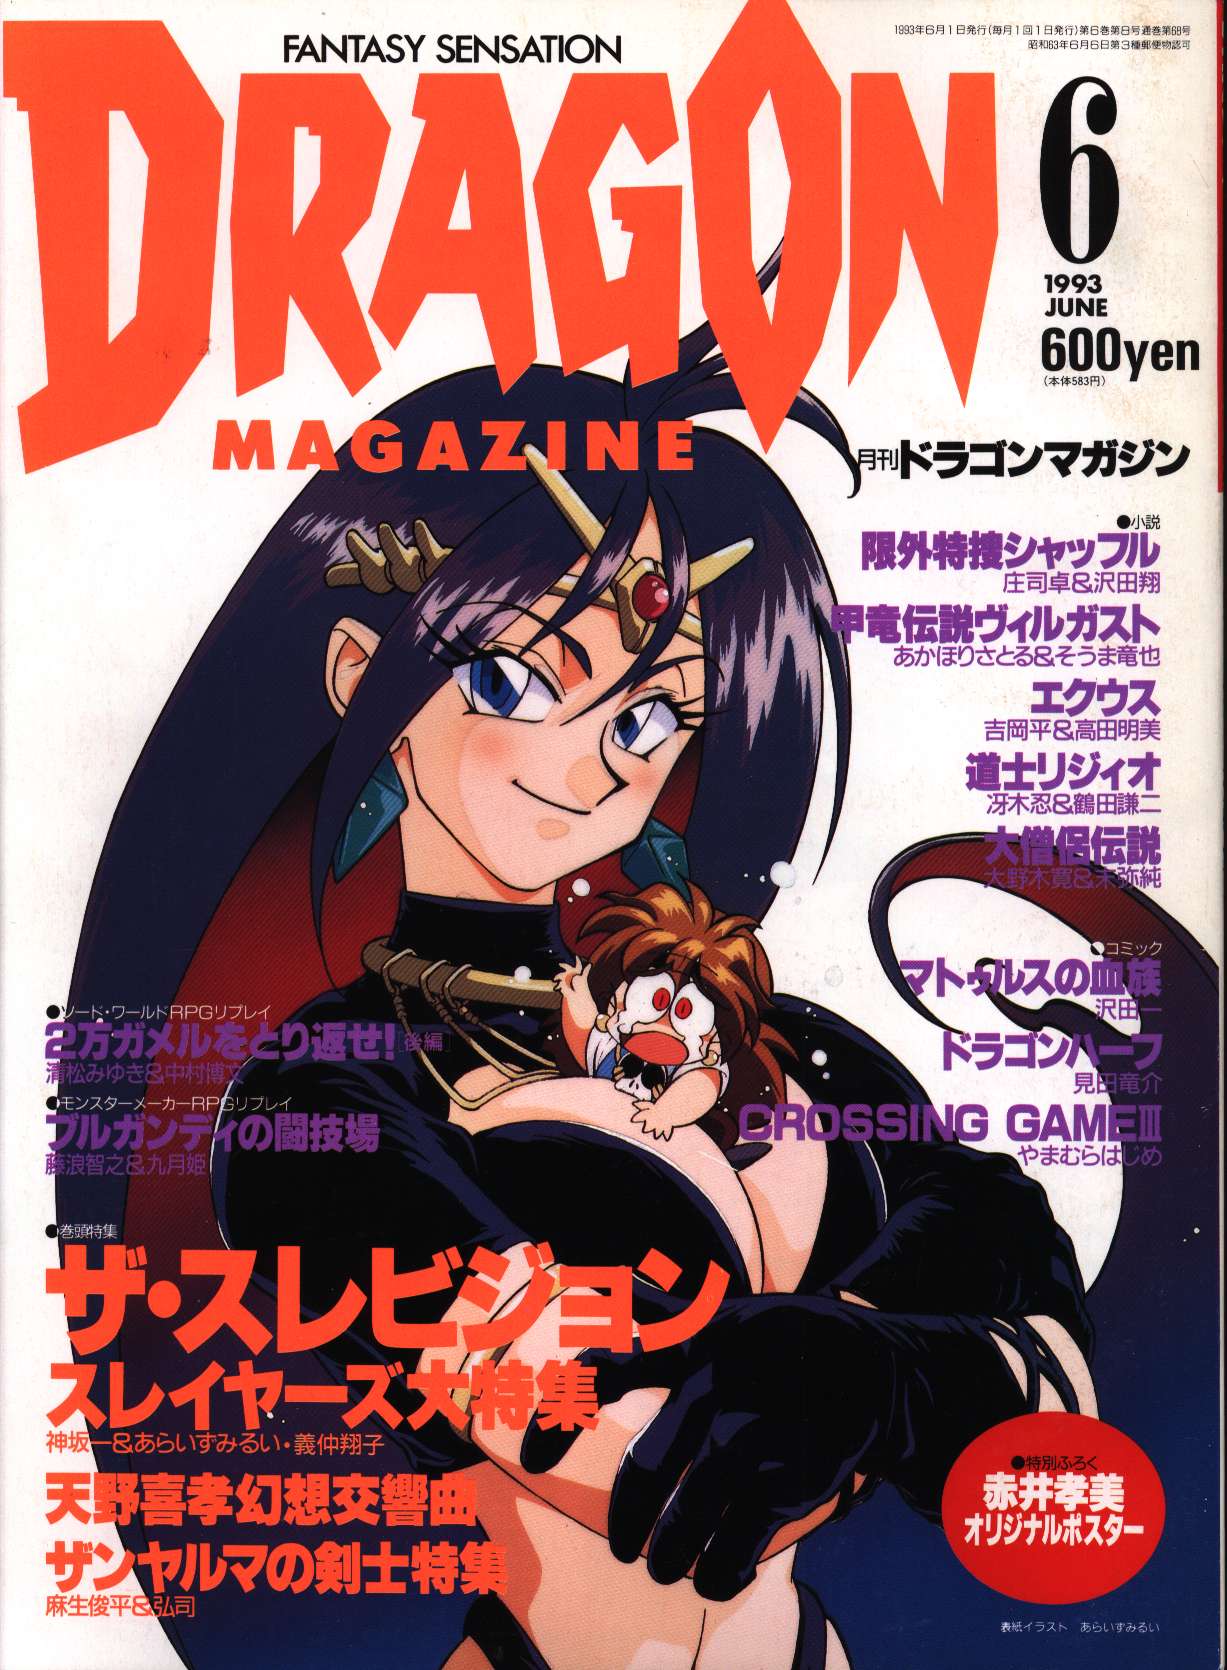 1993年6月1日発行(毎月1回1日発行)第6巻第8号通巻第68号
昭和63年6月6日第3種郵便物認可
FANTASY SENSATION
DRAGON
MAGAZINE
6
1993
JUNE
600yen
(本体583円)
月刊ドラゴンマガジン
●小説
限外特捜シャッフル
庄司卓&沢田翔
甲竜伝説ヴィルガスト
あかほりさとる&そうま竜也
エクウス
吉岡平&高田明美
道士リジィオ
冴木忍&鶴田謙二
大僧侶伝説
大野木寛&末弥純
●コミック
マトゥルスの血族
沢田一
ドラゴンハーフ
見田竜介
CROSSING GAMEⅢ
やまむらはじめ
●ソード・ワールドRPGリプレイ
2万ガメルをとり返せ![後編]
清松みゆき&中村博文
●モンスターメーカーRPGリプレイ
ブルガンディの闘技場
藤浪智之&九月姫
●巻頭特集
ザ・スレビジョン
スレイヤーズ大特集
神坂一&あらいずみるい・義仲翔子
天野喜孝幻想交響曲
ザンヤルマの剣士特集
麻生俊平&弘司
●特別ふろく
赤井孝美
オリジナルポスター
表紙イラスト あらいずみるい